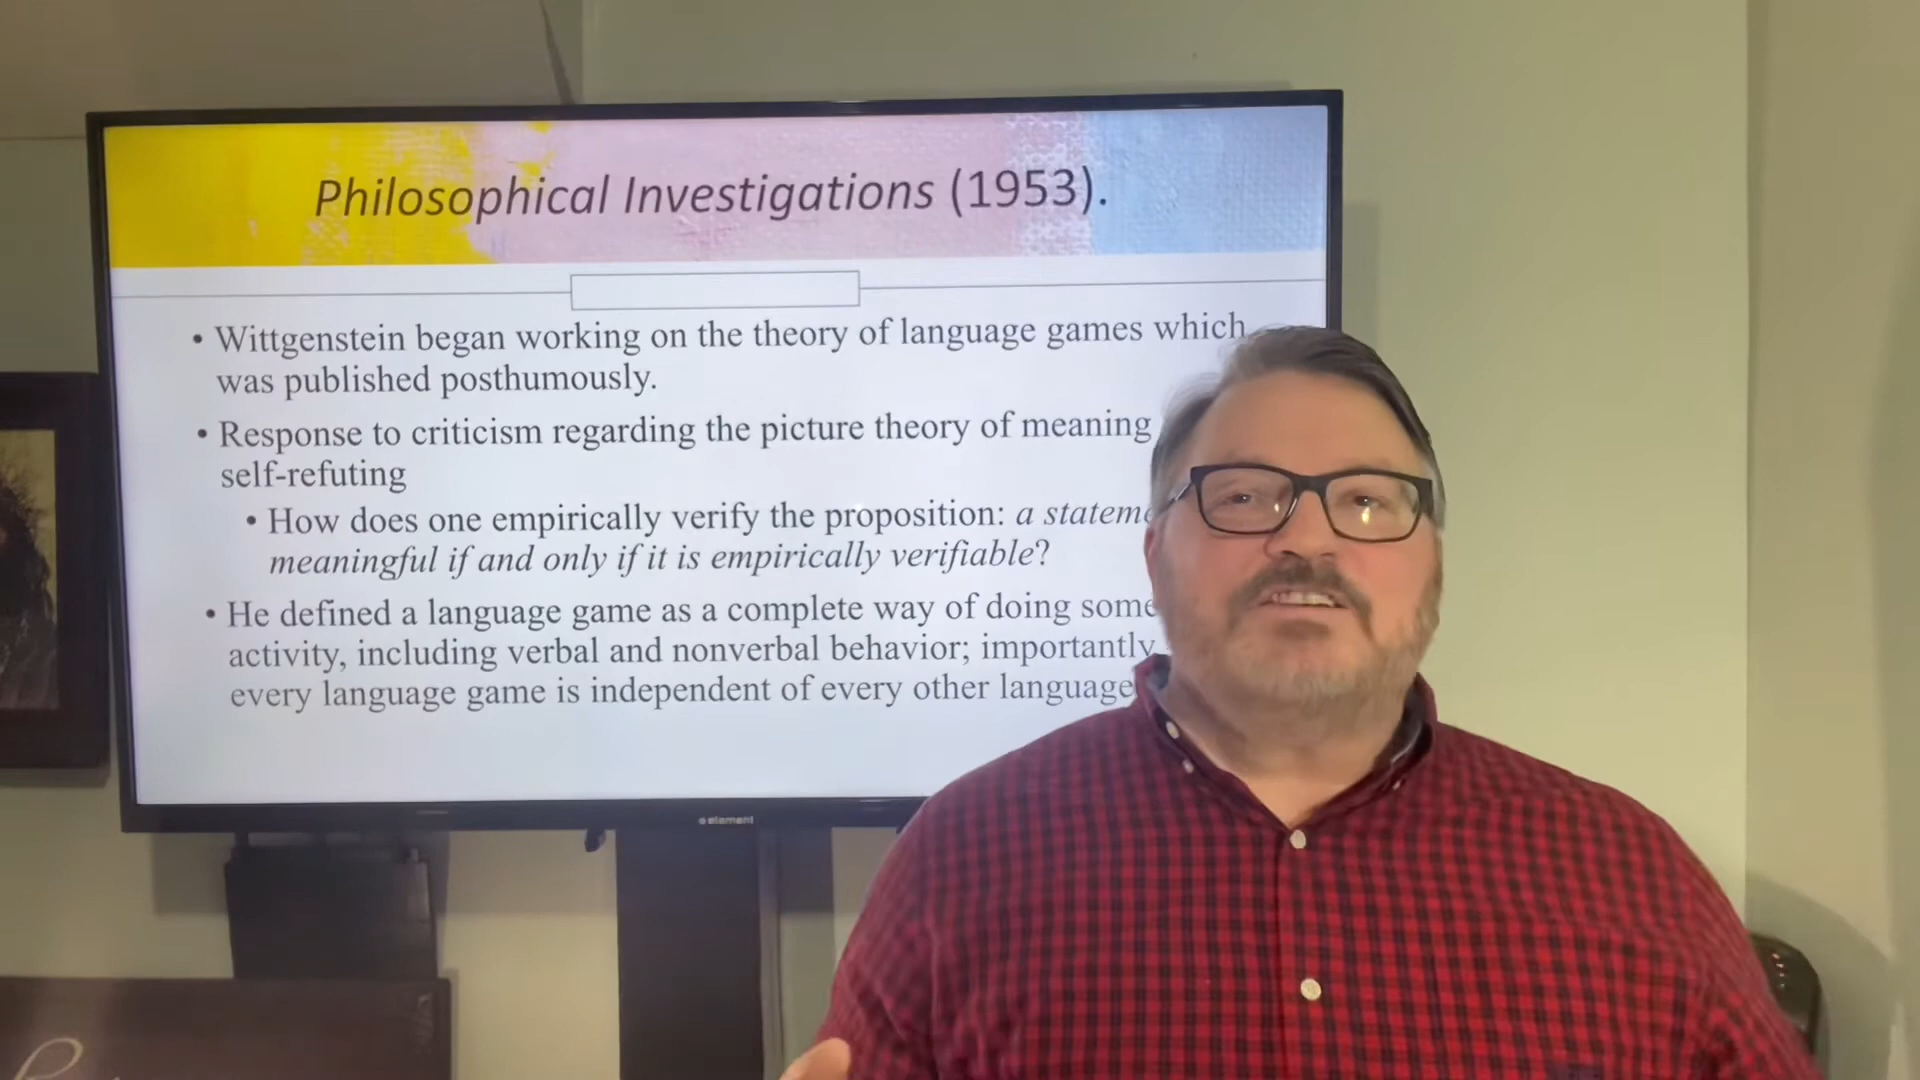 Philosophical Investigations (1953).
• Wittgenstein began working on the theory of language games which
was published posthumously.
• Response to criticism regarding the picture theory of meaning
self-refuting
• How does one empirically verify the proposition: a
meaningful if and only if it is empirically verifiable?
• He defined a language game as a complete way of doing
activity, including verbal and nonverbal behavior; importantly
every language game is independent of every other language
element